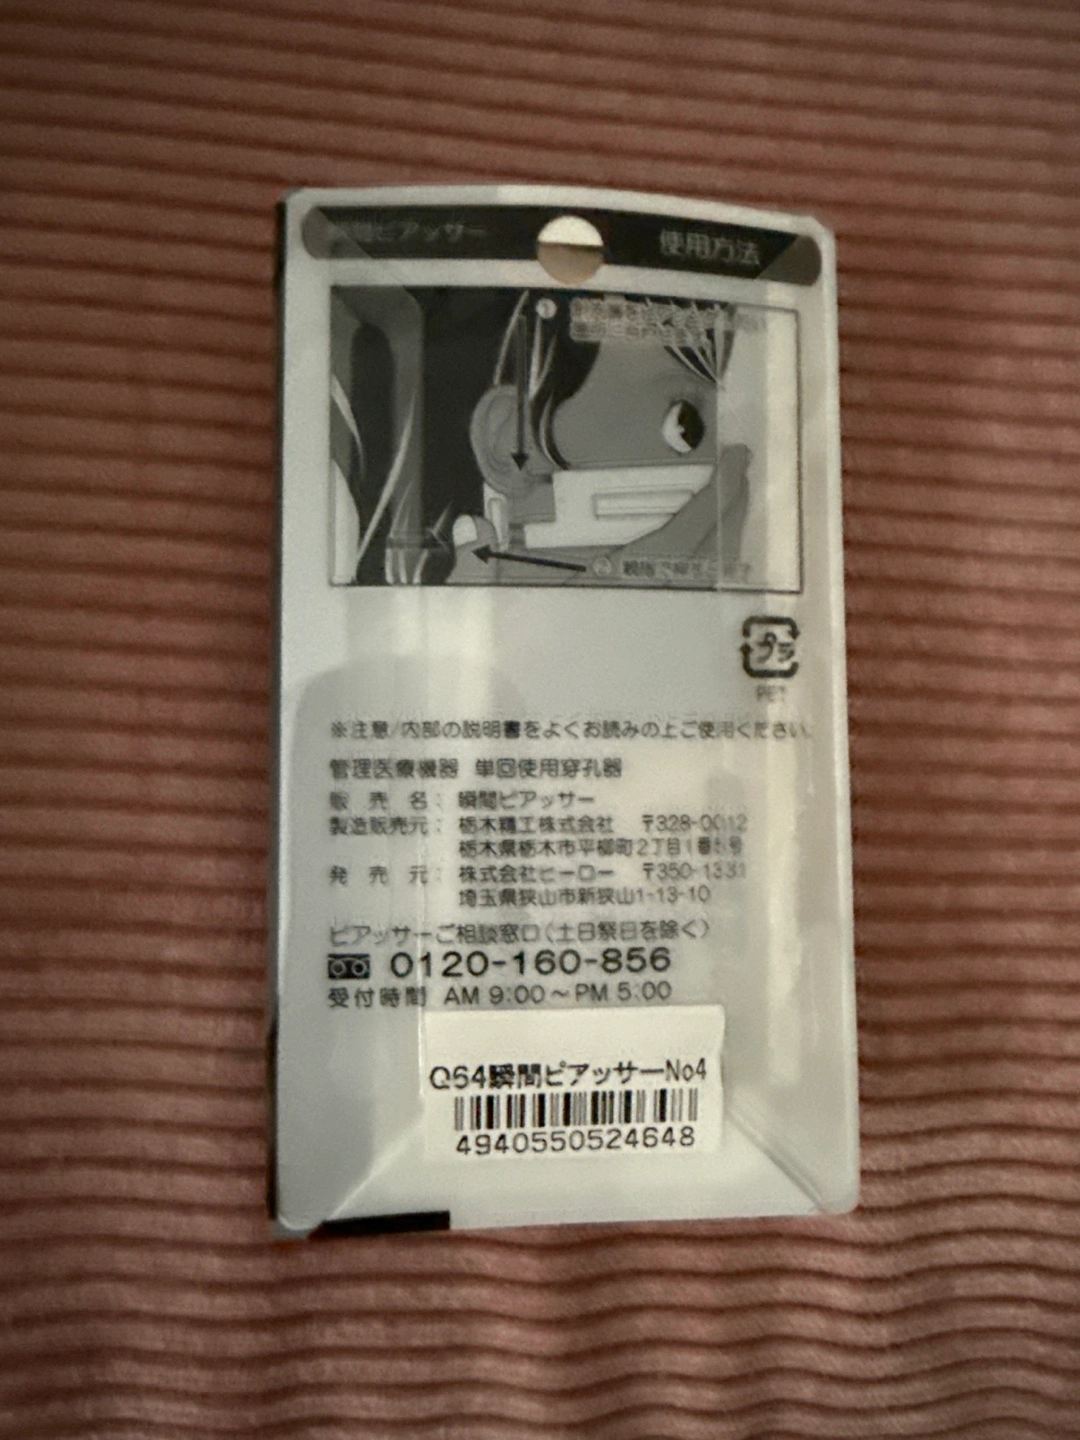 瞬間ピアッサー
使用方法
①
②
プラ
PET
※注意/内部の説明書をよくお読みの上ご使用ください。
管理医療機器 単回使用穿孔器
販売名: 瞬間ピアッサー
製造販売元: 栃木精工株式会社 〒328-0012
栃木県栃木市平柳町2丁目1番5号
発売元: 株式会社ヒーロー 〒350-1331
埼玉県狭山市新狭山1-13-10
ピアッサーご相談窓口(土日祭日を除く)
0120-160-856
受付時間 AM 9:00～PM 5:00
Q64瞬間ピアッサーNo4
4940550524648